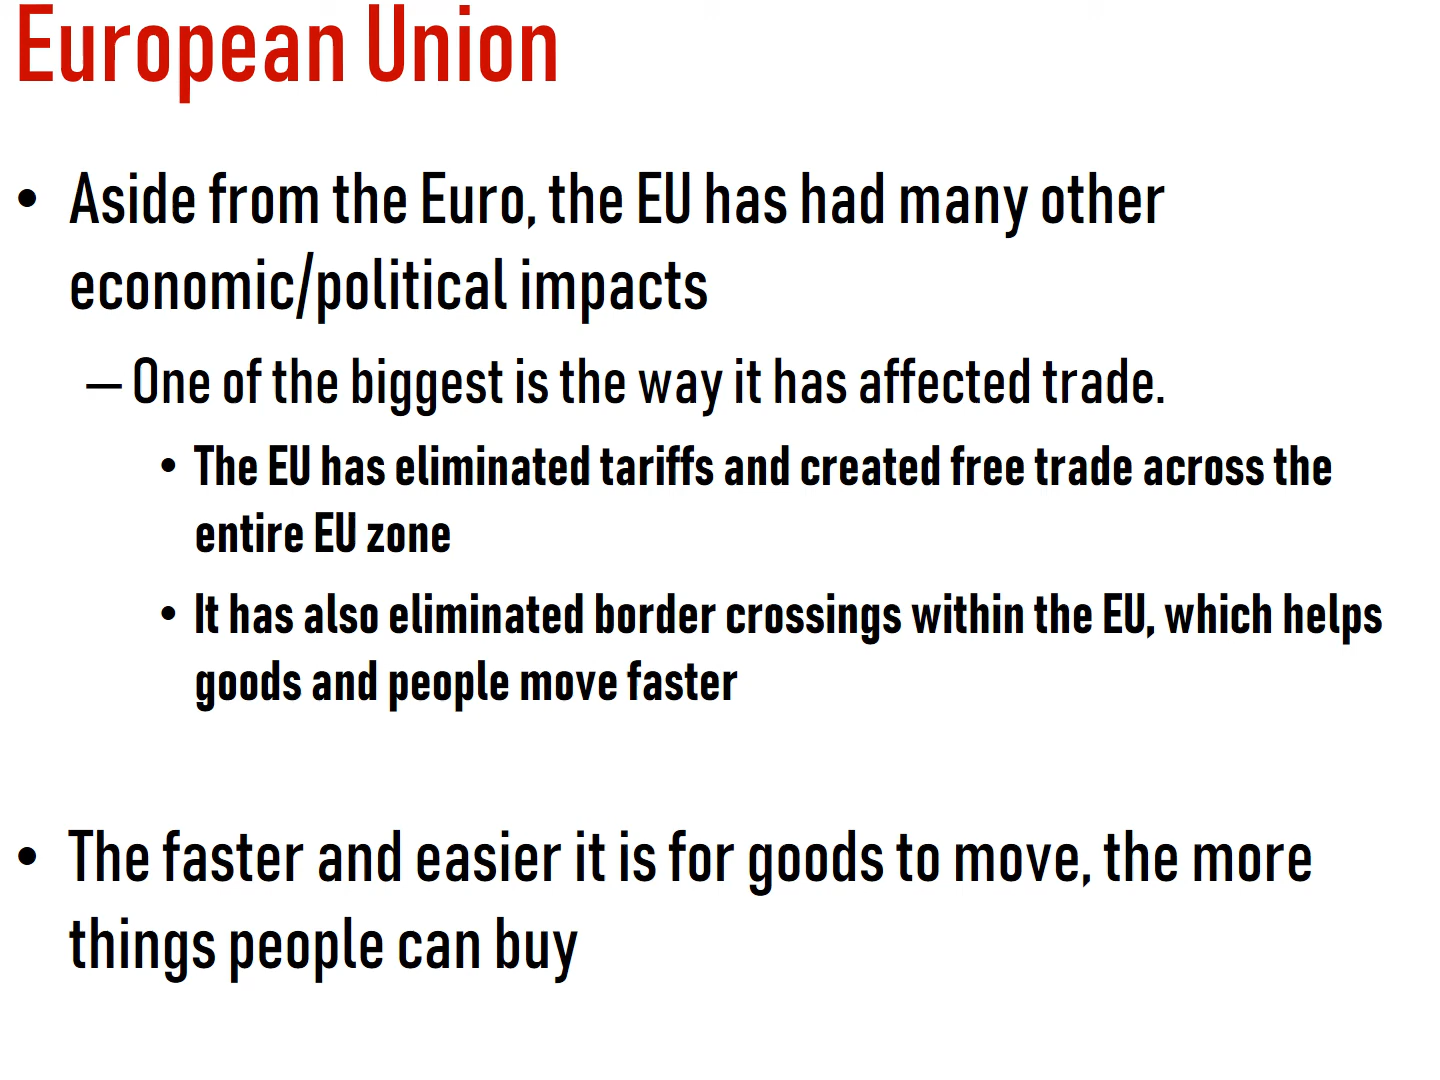 European Union
• Aside from the Euro, the EU has had many other
economic/political impacts
– One of the biggest is the way it has affected trade.
• The EU has eliminated tariffs and created free trade across the
entire EU zone
• It has also eliminated border crossings within the EU, which helps
goods and people move faster
• The faster and easier it is for goods to move, the more
things people can buy